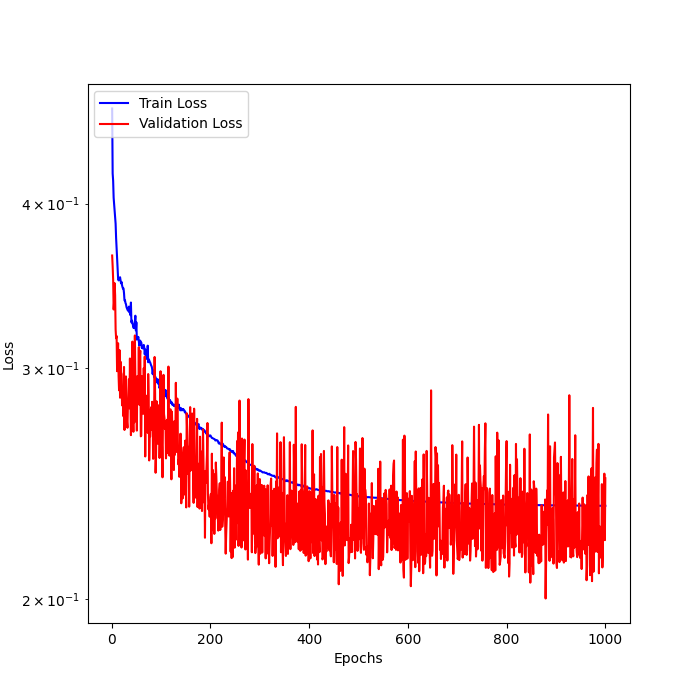 Train Loss
Validation Loss
4 × 10⁻¹
3 × 10⁻¹
2 × 10⁻¹
Loss
0 200 400 600 800 1000
Epochs